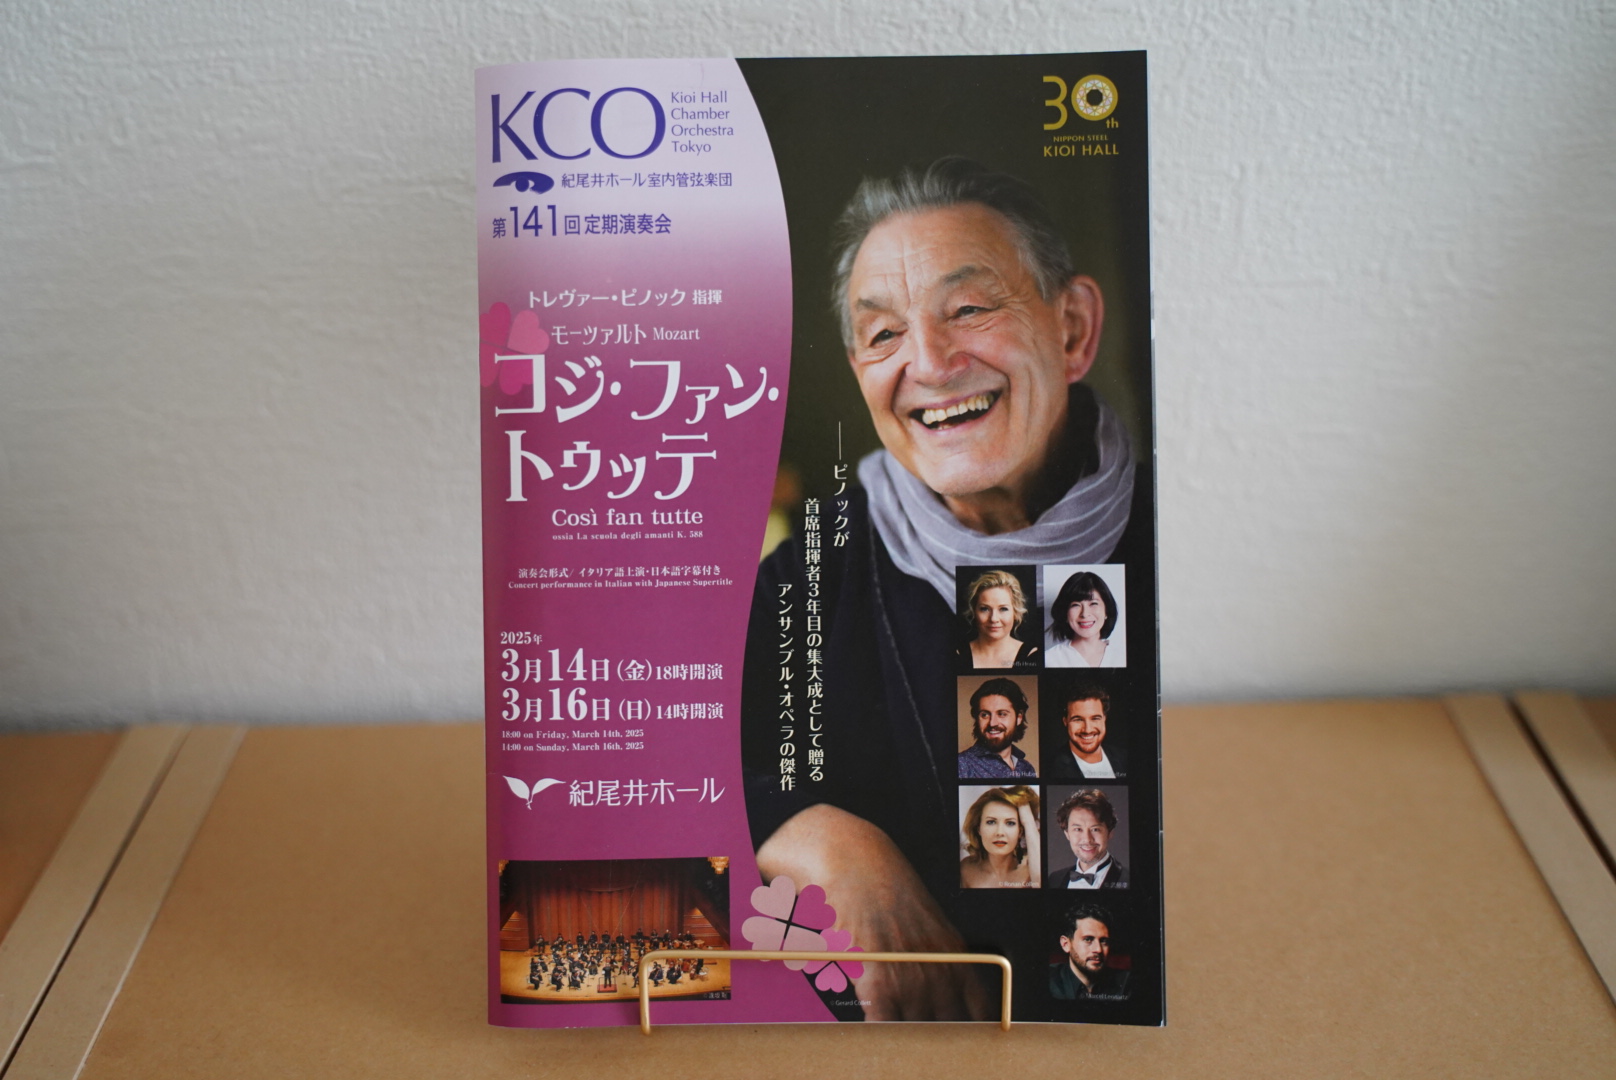 KCO
Kioi Hall
Chamber
Orchestra
Tokyo
紀尾井ホール室内管弦楽団
第141回定期演奏会
トレヴァー・ピノック 指揮
モーツァルト Mozart
コジ・ファン・
トゥッテ
Così fan tutte
ossia La scuola degli amanti K. 588
演奏会形式/イタリア語上演・日本語字幕付き
Concert performance in Italian with Japanese Supertitle
2025年
3月14日(金)18時開演
3月16日(日)14時開演
18:00 on Friday, March 14th, 2025
14:00 on Sunday, March 16th, 2025
紀尾井ホール
30th
NIPPON STEEL
KIOI HALL
──ピノックが
首席指揮者3年目の集大成として贈る
アンサンブル・オペラの傑作
© Gerard Collett